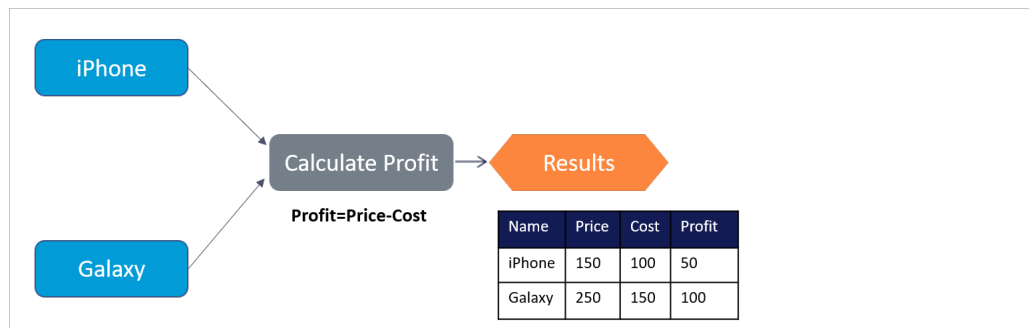 iPhone
Calculate Profit
Results
Profit=Price-Cost
Galaxy
Name Price Cost Profit
iPhone 150 100 50
Galaxy 250 150 100